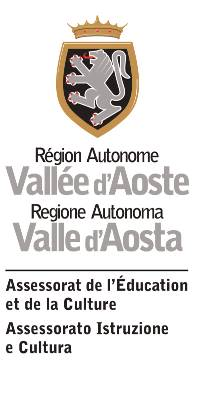 Région Autonome
Vallée d'Aoste
Regione Autonoma
Valle d'Aosta
Assessorat de l'Éducation
et de la Culture
Assessorato Istruzione
e Cultura